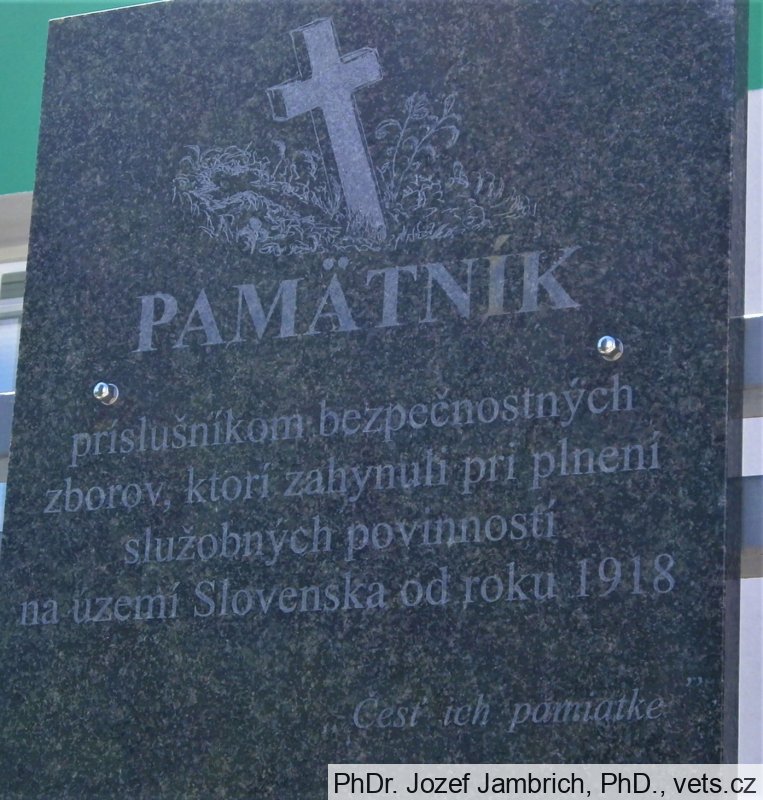 PAMÄTNÍK
príslušníkom bezpečnostných
zborov, ktorí zahynuli pri plnení
služobných povinností
na území Slovenska od roku 1918
„ Česť ich pamiatke ”
PhDr. Jozef Jambrich, PhD., vets.cz